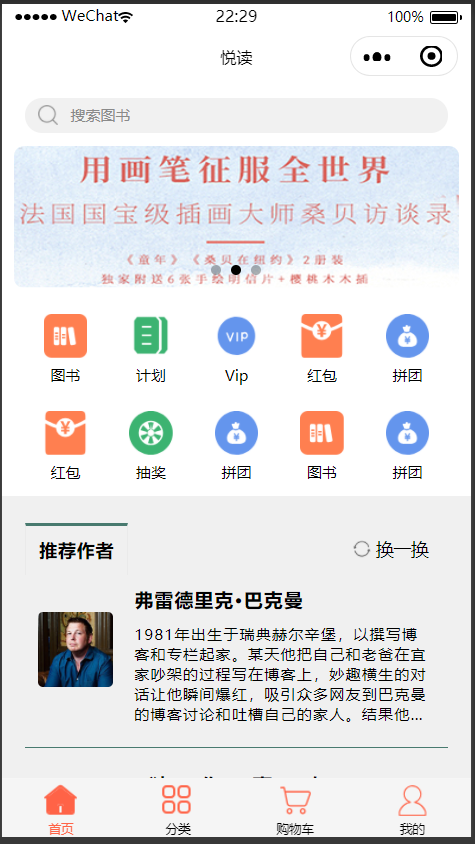 WeChat 22:29 100%
悦读
搜索图书
用画笔征服全世界
法国国宝级插画大师桑贝访谈录
《童年》《桑贝在纽约》2册装
独家附送6张手绘明信片+樱桃木木插
图书 计划 Vip 红包 拼团
红包 抽奖 拼团 图书 拼团
推荐作者 换一换
弗雷德里克•巴克曼
1981年出生于瑞典赫尔辛堡，以撰写博
客和专栏起家。某天他把自己和老爸在宜
家吵架的过程写在博客上，妙趣横生的对
话让他瞬间爆红，吸引众多网友到巴克曼
的博客讨论和吐槽自己的家人。结果他...
首页 分类 购物车 我的